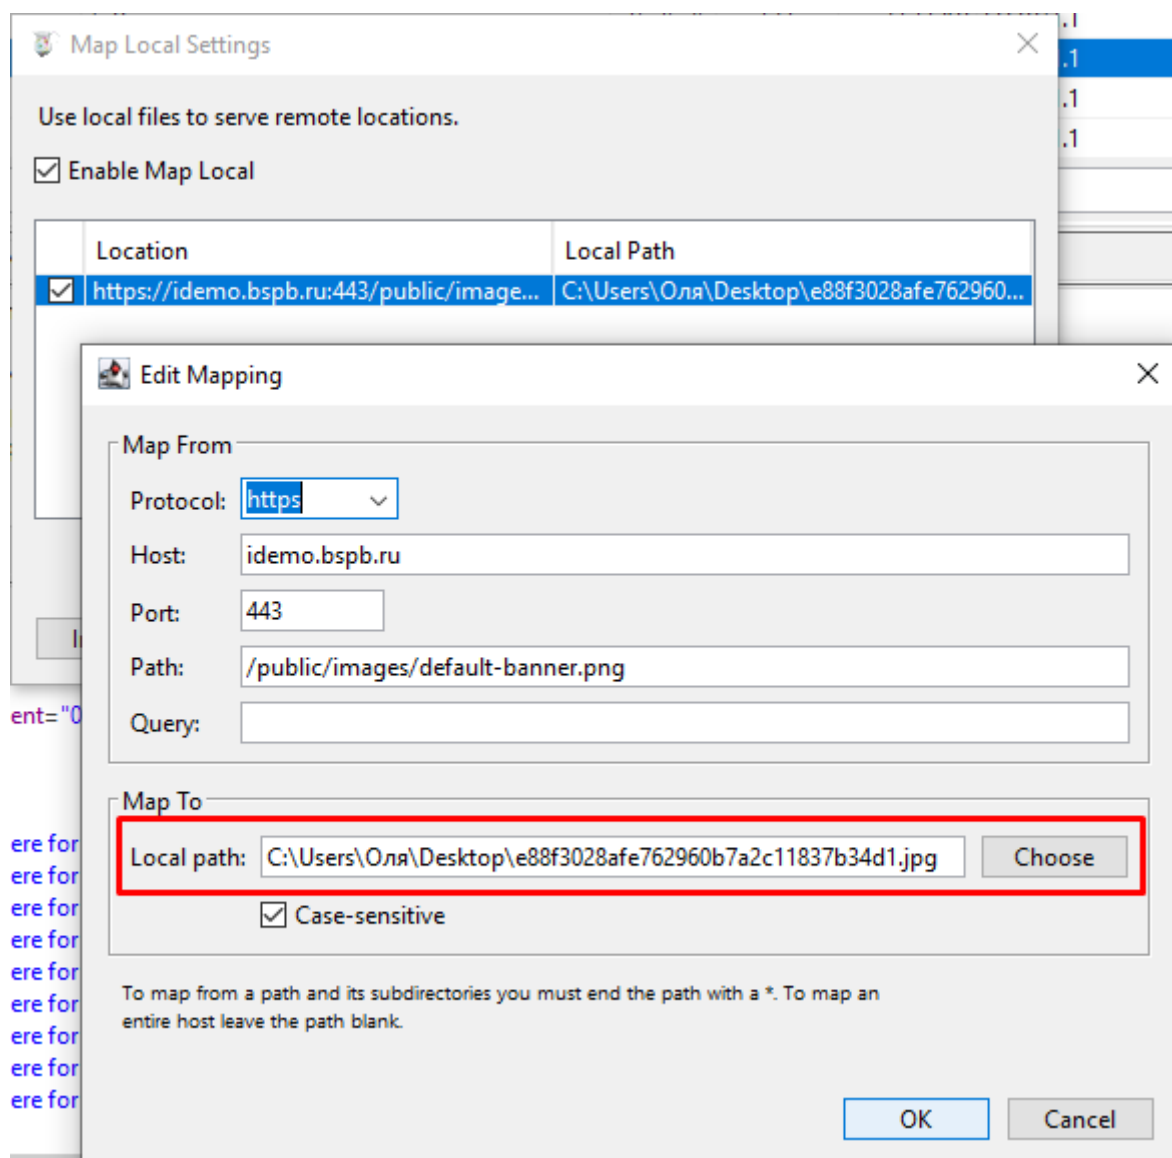 Map Local Settings
.1
.1
.1
.1
Use local files to serve remote locations.
Enable Map Local
Location Local Path
https://idemo.bspb.ru:443/public/image... C:\Users\Оля\Desktop\e88f3028afe762960...
Edit Mapping
Map From
Protocol: https
Host: idemo.bspb.ru
Port: 443
Path: /public/images/default-banner.png
Query:
ent="0
Map To
Local path: C:\Users\Оля\Desktop\e88f3028afe762960b7a2c11837b34d1.jpg Choose
Case-sensitive
ere for
ere for
ere for
ere for
ere for
ere for
ere for
ere for
ere for
To map from a path and its subdirectories you must end the path with a *. To map an
entire host leave the path blank.
OK Cancel